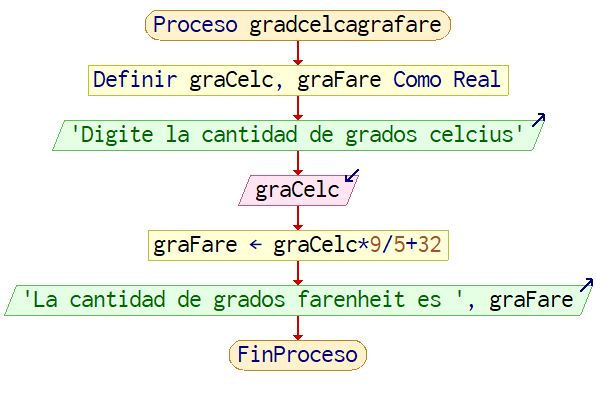 Proceso gradcelcagrafare
Definir graCelc, graFare Como Real
'Digite la cantidad de grados celcius'
graCelc
graFare ← graCelc*9/5+32
'La cantidad de grados farenheit es ', graFare
FinProceso